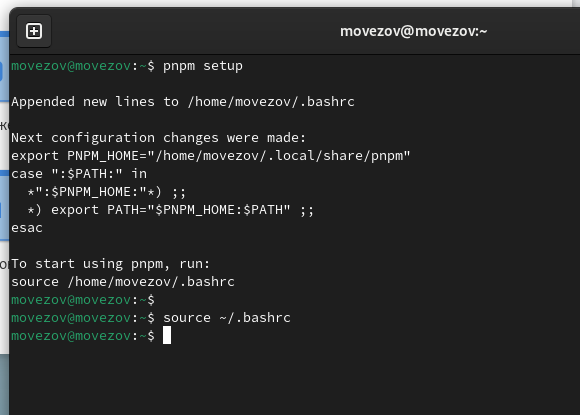 movezov@movezov:~
movezov@movezov:~$ pnpm setup
Appended new lines to /home/movezov/.bashrc
Next configuration changes were made:
export PNPM_HOME="/home/movezov/.local/share/pnpm"
case ":$PATH:" in
  *":$PNPM_HOME:"*) ;;
  *) export PATH="$PNPM_HOME:$PATH" ;;
esac
To start using pnpm, run:
source /home/movezov/.bashrc
movezov@movezov:~$
movezov@movezov:~$ source ~/.bashrc
movezov@movezov:~$